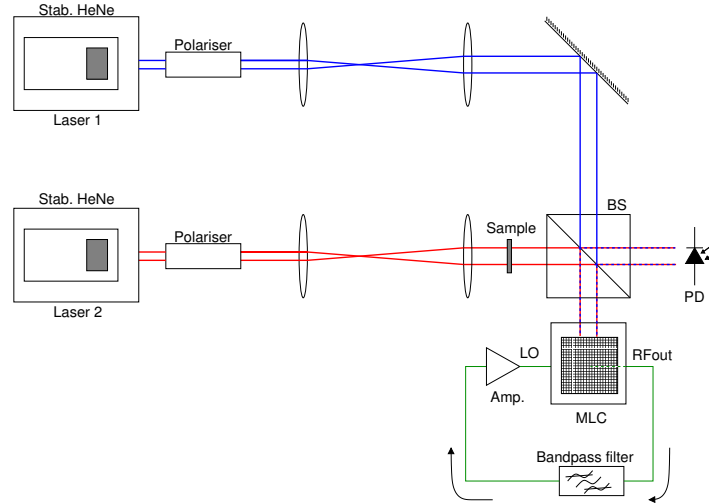 Stab. HeNe
Polariser
Laser 1
Stab. HeNe
Polariser
Sample
BS
Laser 2
PD
LO
RFout
Amp.
MLC
Bandpass filter